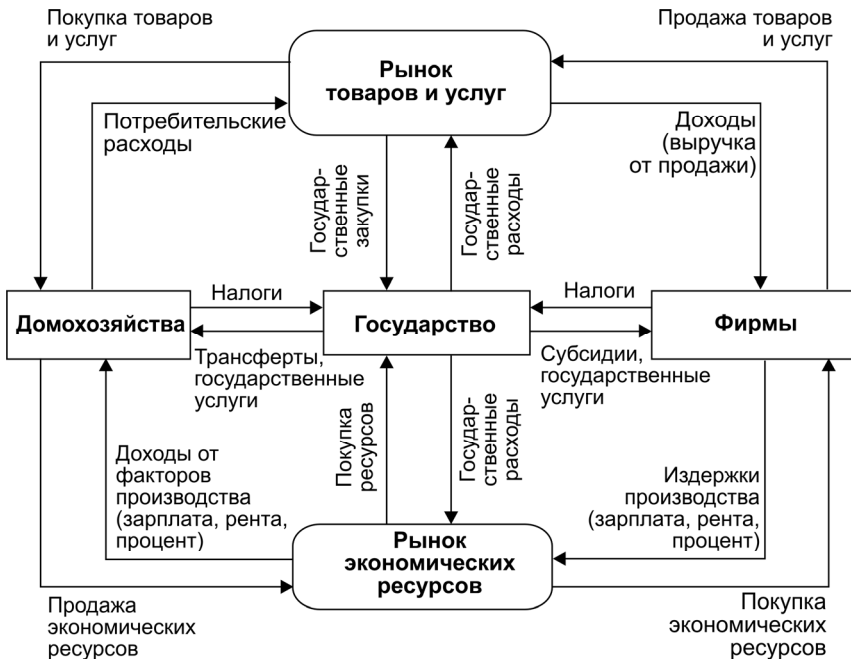 Покупка товаров
и услуг
Продажа товаров
и услуг
Рынок
товаров и услуг
Потребительские
расходы
Доходы
(выручка
от продажи)
Государ-
ственные
закупки
Государ-
ственные
расходы
Домохозяйства
Налоги
Государство
Налоги
Фирмы
Трансферты,
государственные
услуги
Субсидии,
государственные
услуги
Доходы от
факторов
производства
(зарплата, рента,
процент)
Покупка
ресурсов
Государ-
ственные
расходы
Издержки
производства
(зарплата, рента,
процент)
Рынок
экономических
ресурсов
Продажа
экономических
ресурсов
Покупка
экономических
ресурсов